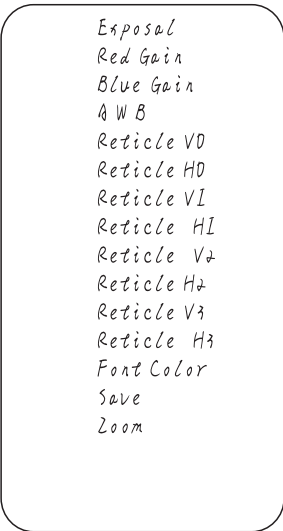 Exposal
Red Gain
Blue Gain
AWB
Reticle V0
Reticle H0
Reticle V1
Reticle H1
Reticle V2
Reticle H2
Reticle V3
Reticle H3
Font Color
Save
Zoom